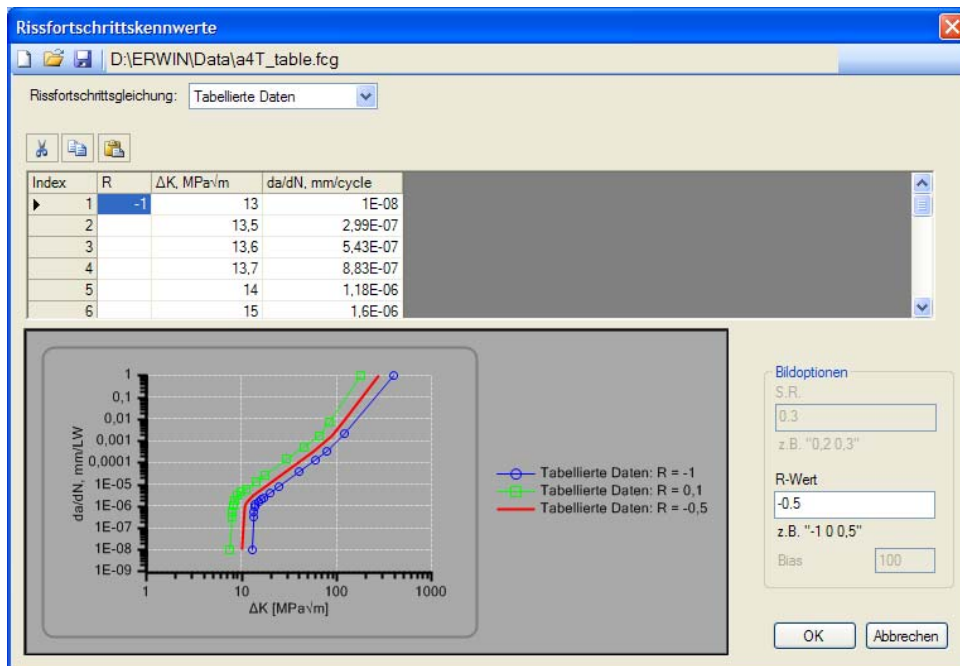 Rissfortschrittskennwerte
D:\ERWIN\Data\a4T_table.fcg
Rissfortschrittsgleichung: Tabellierte Daten
Index R ΔK, MPa√m da/dN, mm/cycle
1 -1 13 1E-08
2 13,5 2,99E-07
3 13,6 5,43E-07
4 13,7 8,83E-07
5 14 1,18E-06
6 15 1,6E-06
da/dN, mm/LW
1
0,1
0,01
0,001
0,0001
1E-05
1E-06
1E-07
1E-08
1E-09
1 10 100 1000
ΔK [MPa√m]
Tabellierte Daten: R = -1
Tabellierte Daten: R = 0,1
Tabellierte Daten: R = -0,5
Bildoptionen
S.R.
0.3
z.B. "0,2 0,3"
R-Wert
-0.5
z.B. "-1 0 0,5"
Bias 100
OK Abbrechen